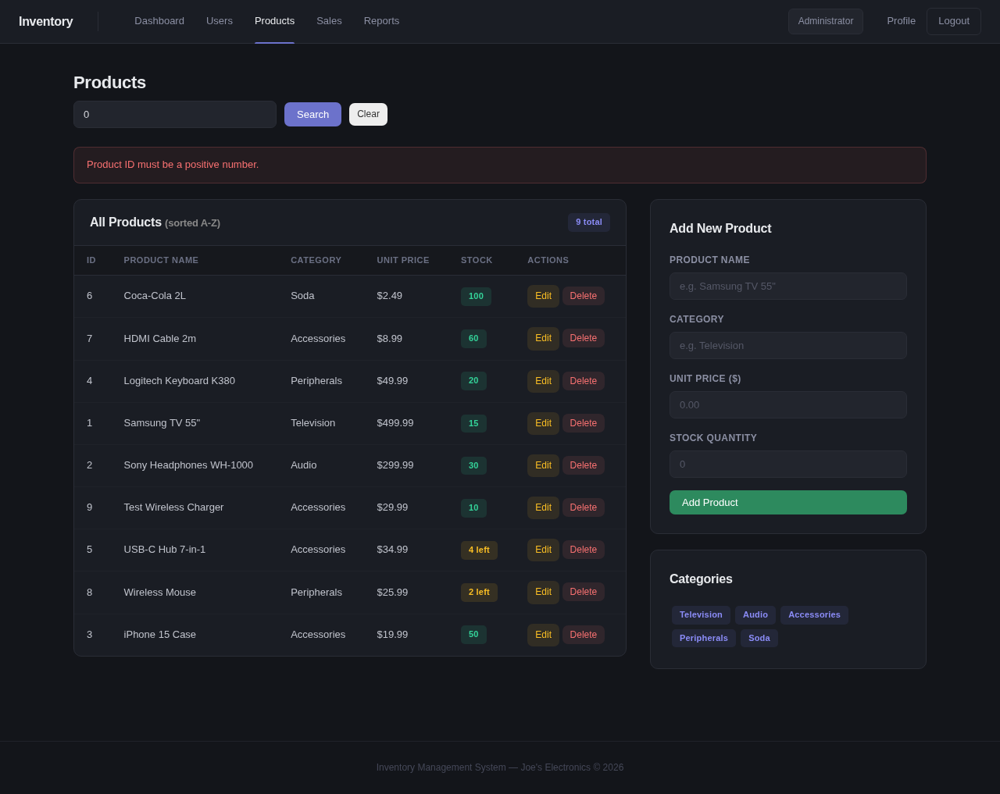 Inventory Dashboard Users Products Sales Reports Administrator Profile Logout
Products
0 Search Clear
Product ID must be a positive number.
All Products (sorted A-Z) 9 total
ID PRODUCT NAME CATEGORY UNIT PRICE STOCK ACTIONS
6 Coca-Cola 2L Soda $2.49 100 Edit Delete
7 HDMI Cable 2m Accessories $8.99 60 Edit Delete
4 Logitech Keyboard K380 Peripherals $49.99 20 Edit Delete
1 Samsung TV 55" Television $499.99 15 Edit Delete
2 Sony Headphones WH-1000 Audio $299.99 30 Edit Delete
9 Test Wireless Charger Accessories $29.99 10 Edit Delete
5 USB-C Hub 7-in-1 Accessories $34.99 4 left Edit Delete
8 Wireless Mouse Peripherals $25.99 2 left Edit Delete
3 iPhone 15 Case Accessories $19.99 50 Edit Delete
Add New Product
PRODUCT NAME
e.g. Samsung TV 55"
CATEGORY
e.g. Television
UNIT PRICE ($)
0.00
STOCK QUANTITY
0
Add Product
Categories
Television Audio Accessories
Peripherals Soda
Inventory Management System — Joe's Electronics © 2026